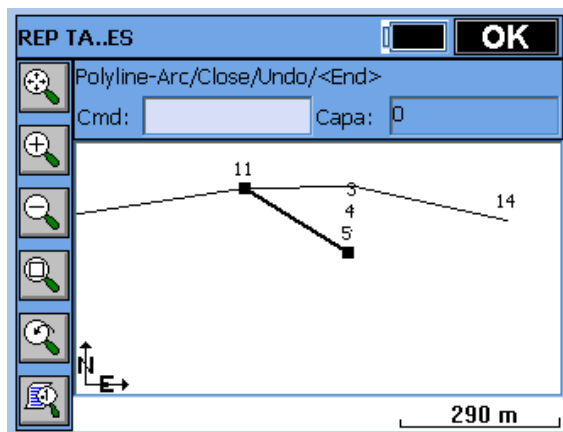 REP TA..ES
OK
Polyline-Arc/Close/Undo/<End>
Cmd:
Capa: 0
11
3
14
4
5
N
E
290 m